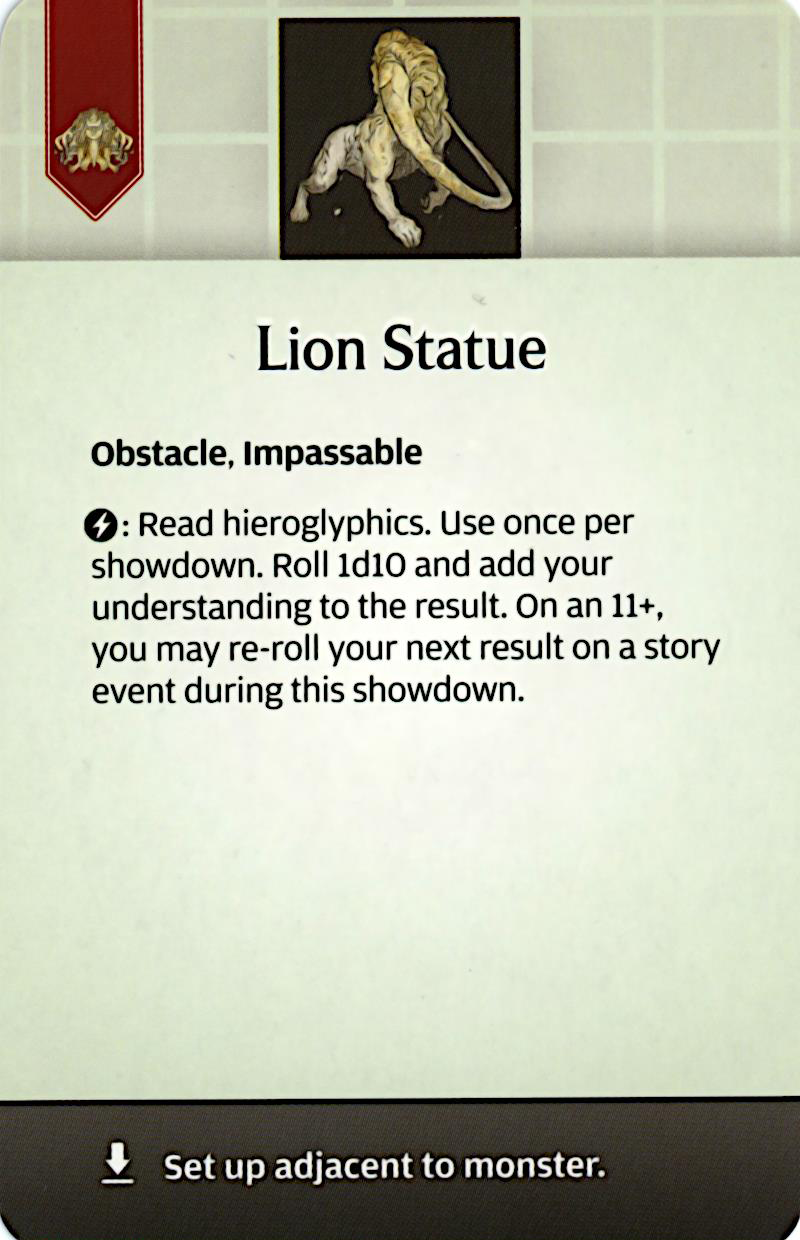 Lion Statue
Obstacle, Impassable
: Read hieroglyphics. Use once per
showdown. Roll 1d10 and add your
understanding to the result. On an 11+,
you may re-roll your next result on a story
event during this showdown.
Set up adjacent to monster.